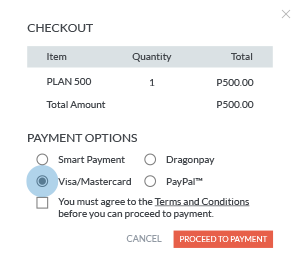 CHECKOUT
Item Quantity Total
PLAN 500 1 P500.00
Total Amount P500.00
PAYMENT OPTIONS
Smart Payment Dragonpay
Visa/Mastercard PayPal™
You must agree to the Terms and Conditions
before you can proceed to payment.
CANCEL PROCEED TO PAYMENT